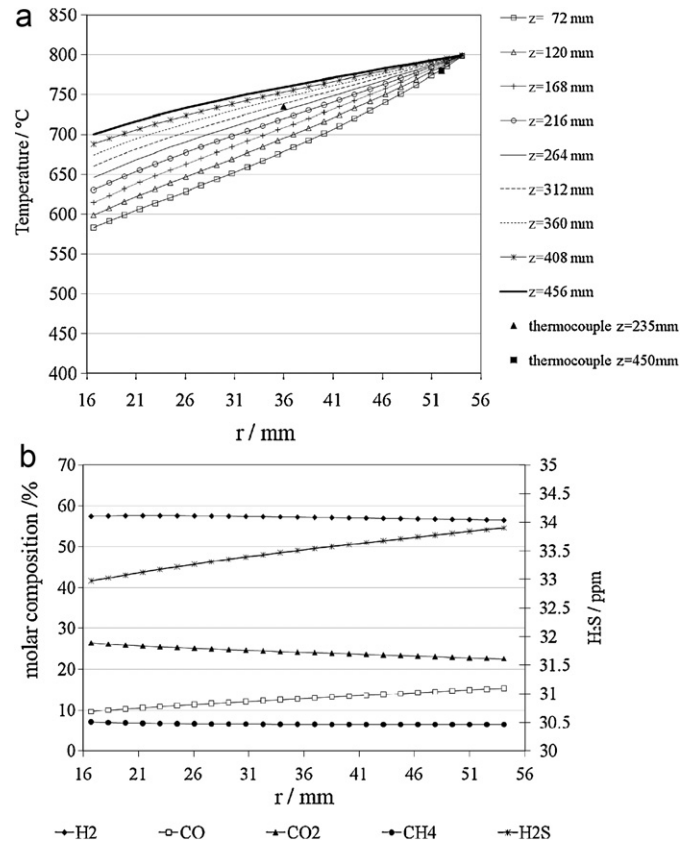 a
Temperature / °C
850
800
750
700
650
600
550
500
450
400
16 21 26 31 36 41 46 51 56
r / mm
z= 72 mm
z=120 mm
z=168 mm
z=216 mm
z=264 mm
z=312 mm
z=360 mm
z=408 mm
z=456 mm
thermocouple z=235mm
thermocouple z=450mm
b
molar composition /%
70
60
50
40
30
20
10
0
35
34.5
34
33.5
33
32.5
32
31.5
31
30.5
30
H₂S / ppm
16 21 26 31 36 41 46 51 56
r / mm
H2 CO CO2 CH4 H2S